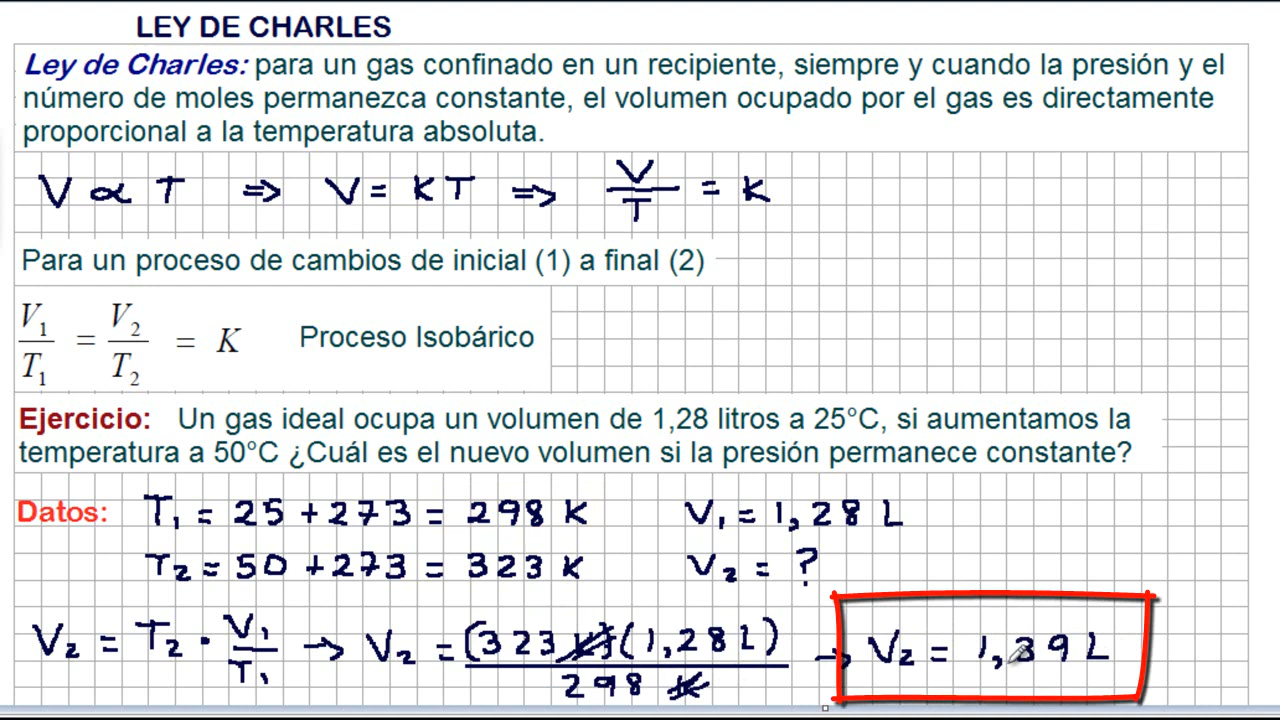 LEY DE CHARLES
Ley de Charles: para un gas confinado en un recipiente, siempre y cuando la presión y el
número de moles permanezca constante, el volumen ocupado por el gas es directamente
proporcional a la temperatura absoluta.
V ∝ T ⇒ V = KT ⇒ V/T = K
Para un proceso de cambios de inicial (1) a final (2)
V₁/T₁ = V₂/T₂ = K Proceso Isobárico
Ejercicio: Un gas ideal ocupa un volumen de 1,28 litros a 25°C, si aumentamos la
temperatura a 50°C ¿Cuál es el nuevo volumen si la presión permanece constante?
Datos: T₁ = 25 + 273 = 298 K V₁ = 1,28 L
T₂ = 50 + 273 = 323 K V₂ = ?
V₂ = T₂ · V₁/T₁ → V₂ = (323 K)(1,28 L)/298 K → V₂ = 1,39 L